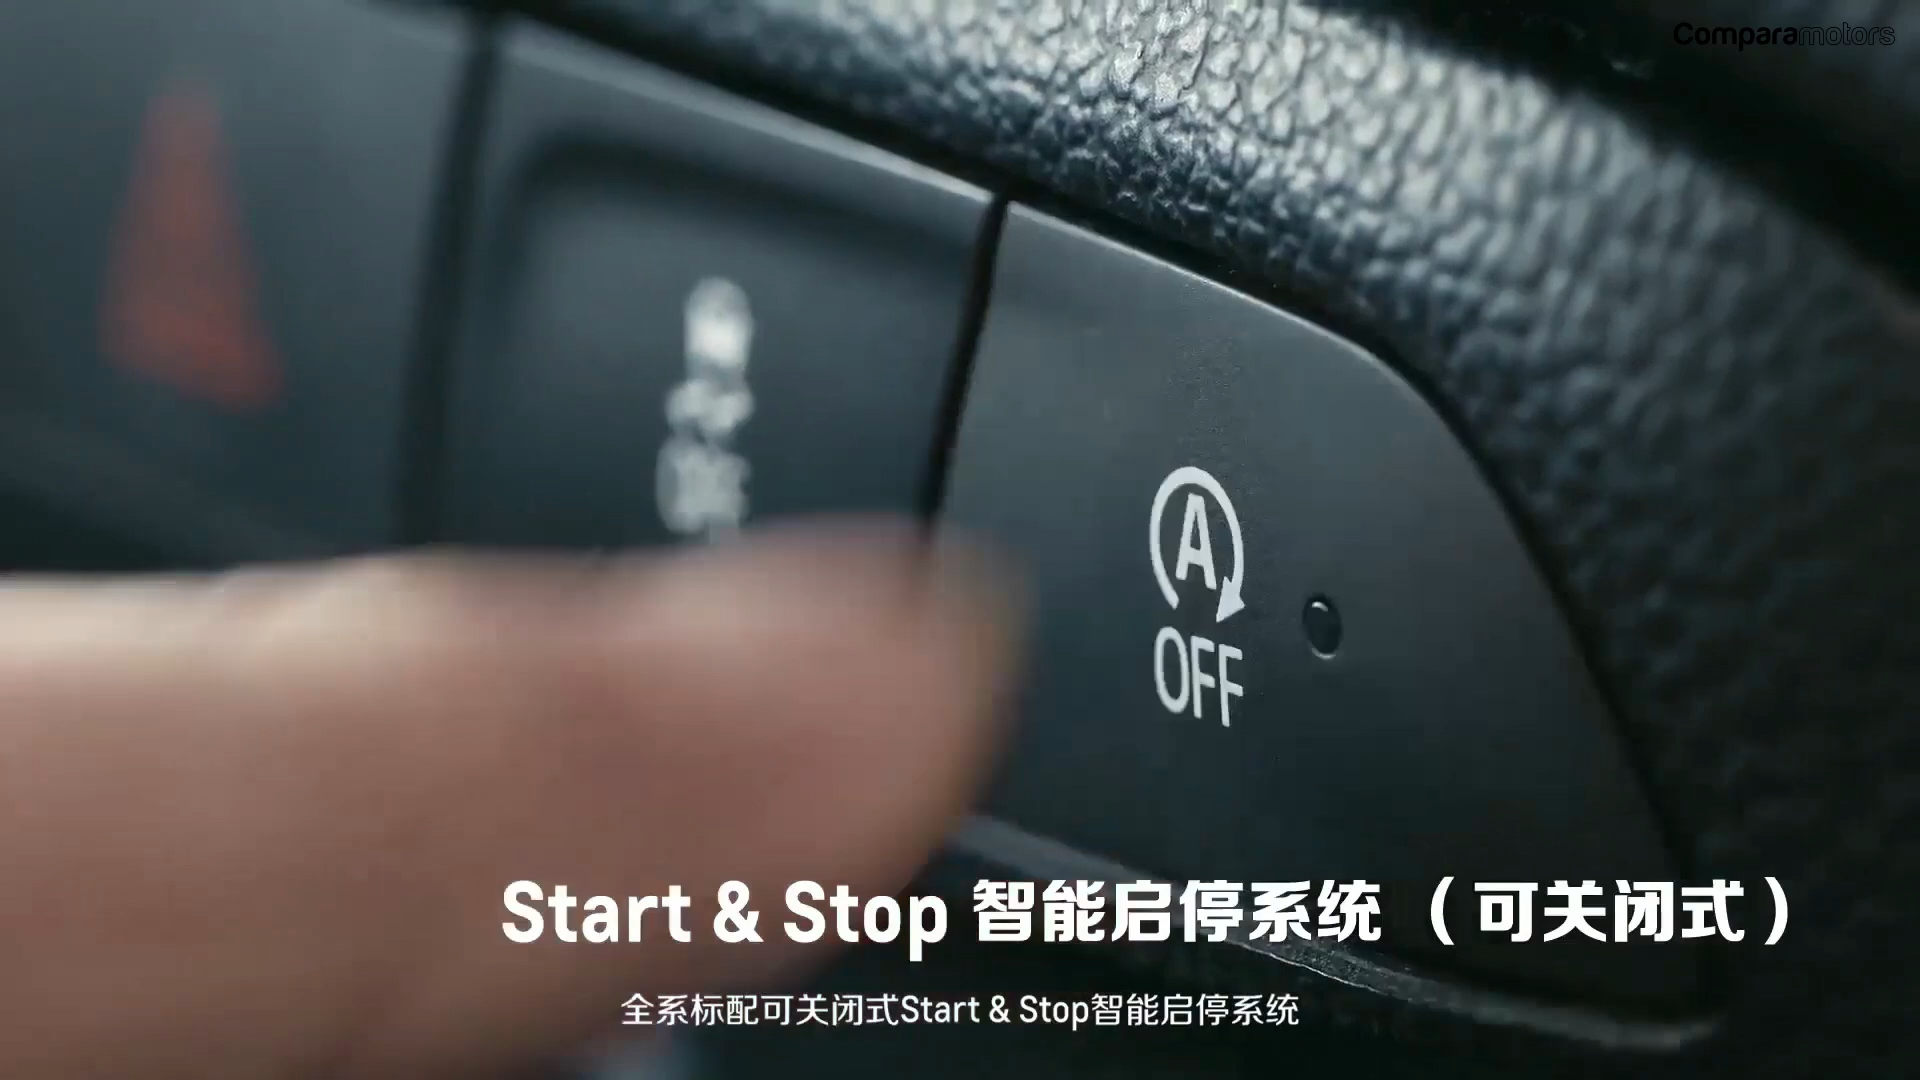 Comparamotors
A
OFF
Start & Stop 智能启停系统（可关闭式）
全系标配可关闭式Start & Stop智能启停系统